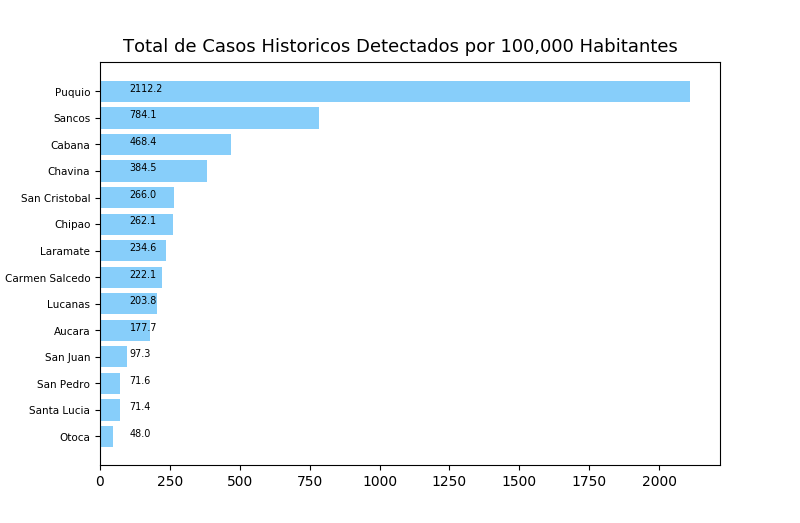 Total de Casos Historicos Detectados por 100,000 Habitantes
Puquio 2112.2
Sancos 784.1
Cabana 468.4
Chavina 384.5
San Cristobal 266.0
Chipao 262.1
Laramate 234.6
Carmen Salcedo 222.1
Lucanas 203.8
Aucara 177.7
San Juan 97.3
San Pedro 71.6
Santa Lucia 71.4
Otoca 48.0
0 250 500 750 1000 1250 1500 1750 2000